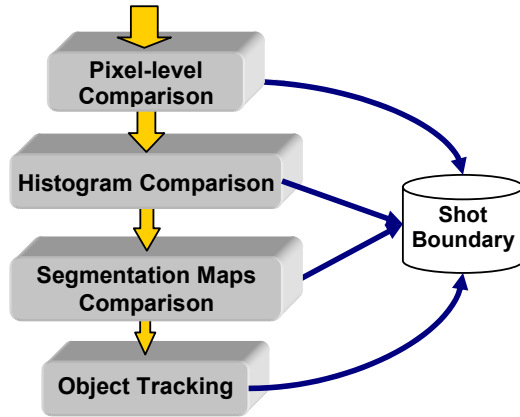 Pixel-level
Comparison
Histogram Comparison
Shot
Boundary
Segmentation Maps
Comparison
Object Tracking